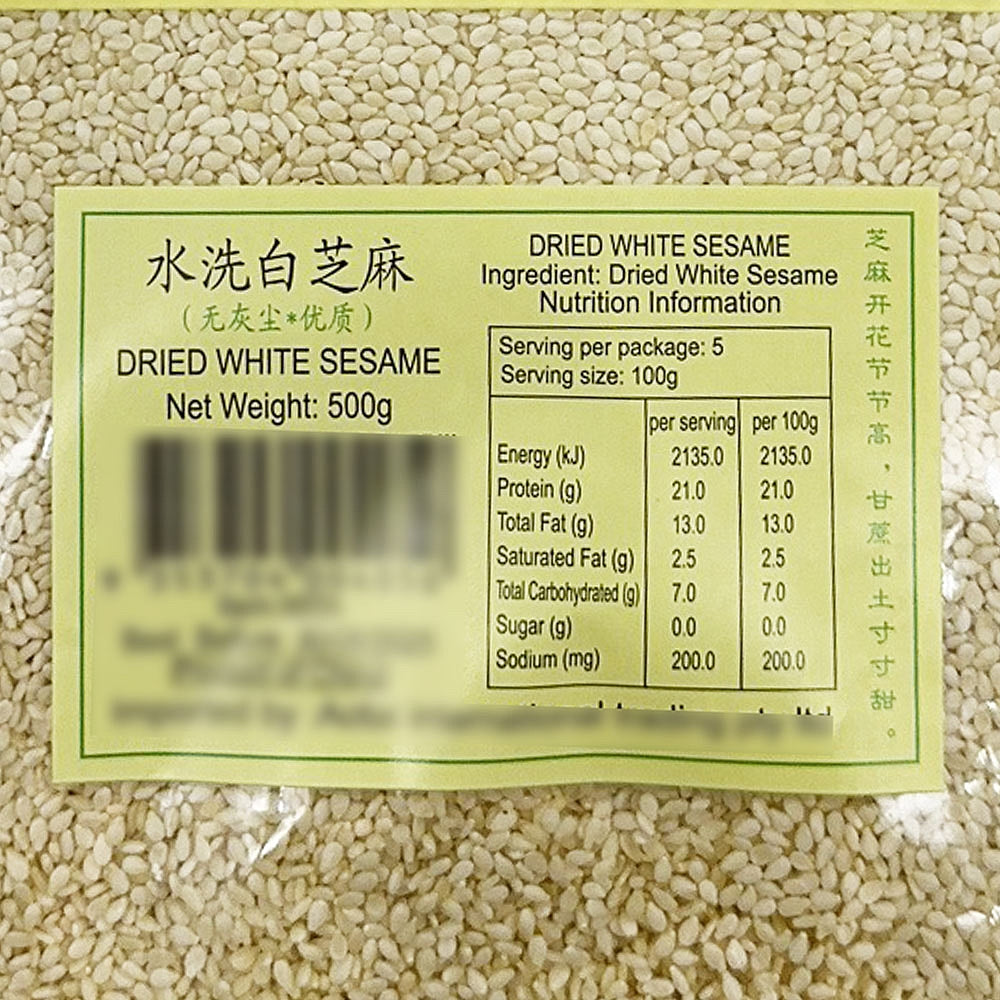 水洗白芝麻
（无灰尘*优质）
DRIED WHITE SESAME
Net Weight: 500g
DRIED WHITE SESAME
Ingredient: Dried White Sesame
Nutrition Information
Serving per package: 5
Serving size: 100g
per serving per 100g
Energy (kJ) 2135.0 2135.0
Protein (g) 21.0 21.0
Total Fat (g) 13.0 13.0
Saturated Fat (g) 2.5 2.5
Total Carbohydrated (g) 7.0 7.0
Sugar (g) 0.0 0.0
Sodium (mg) 200.0 200.0
芝麻开花节节高，甘蔗出土寸寸甜。